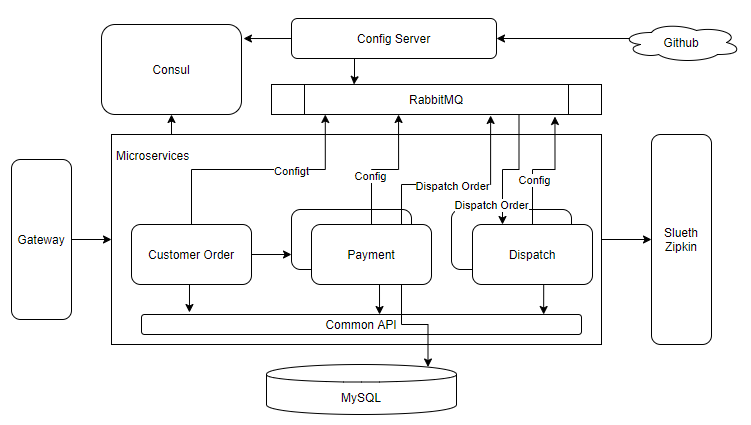 Config Server
Github
Consul
RabbitMQ
Microservices
Configt
Config
Dispatch Order
Config
Dispatch Order
Gateway
Customer Order
Payment
Dispatch
Slueth
Zipkin
Common API
MySQL